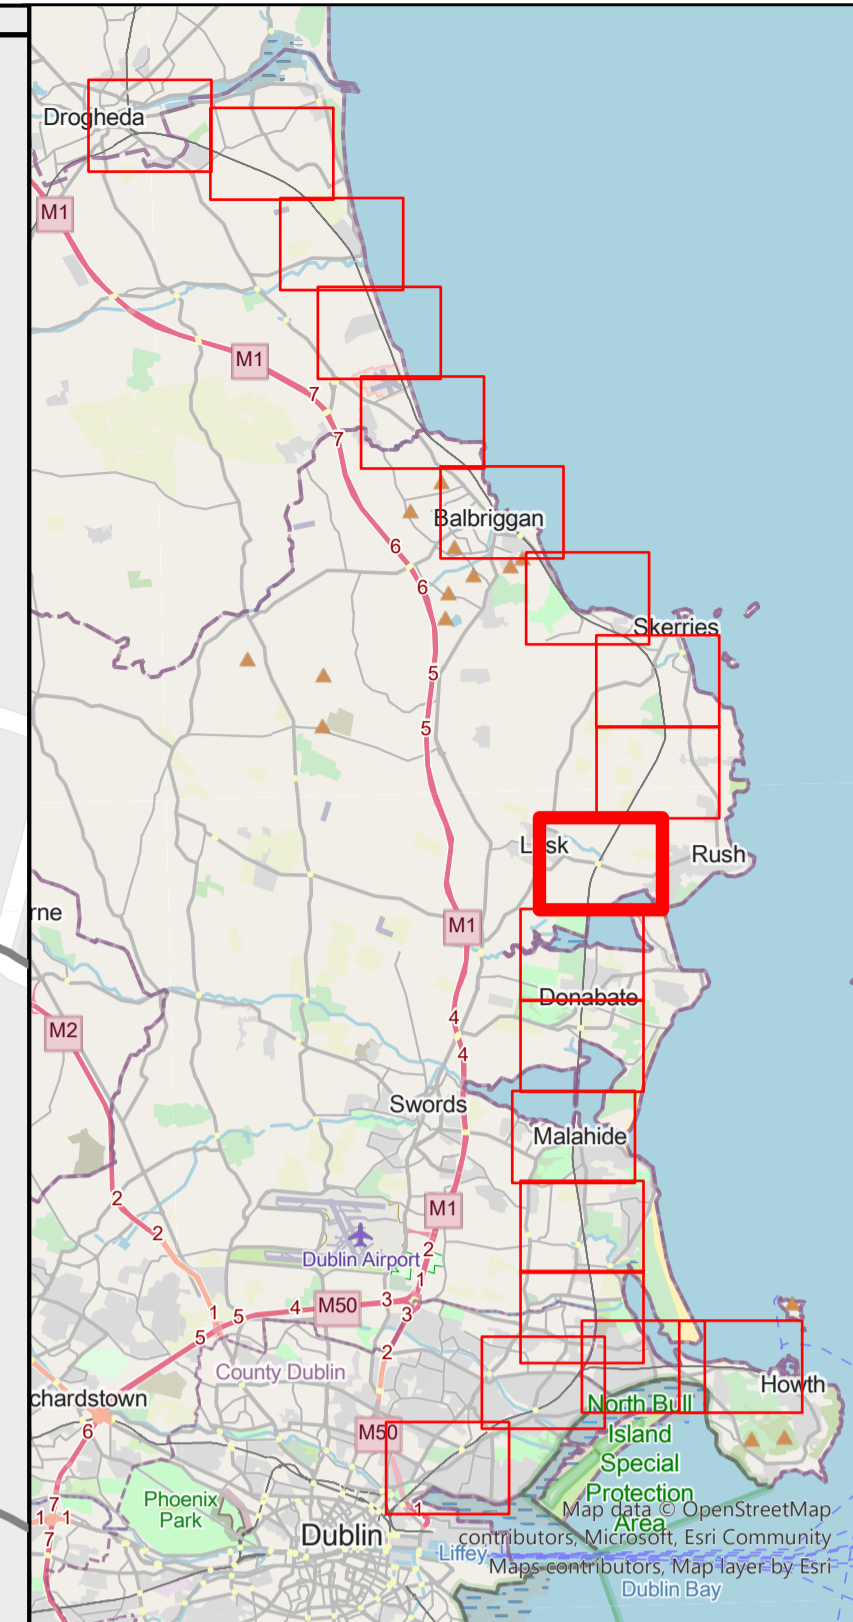 Drogheda
M1
M1
7
7
Balbriggan
6
6
Skerries
5
5
L sk
Rush
rne
M1
Donabate
M2
4
4
Swords
Malahide
2
M1
2
Dublin Airport
2
1
M50
3
4
5
1
3
5
2
County Dublin
chardstown
Howth
6
M50
North Bull
Island
Special
Protection
Area
Phoenix
Park
7
1
1
1
7
Dublin
Liffey
Map data © OpenStreetMap
contributors, Microsoft, Esri Community
Maps contributors, Map layer by Esri
Dublin Bay